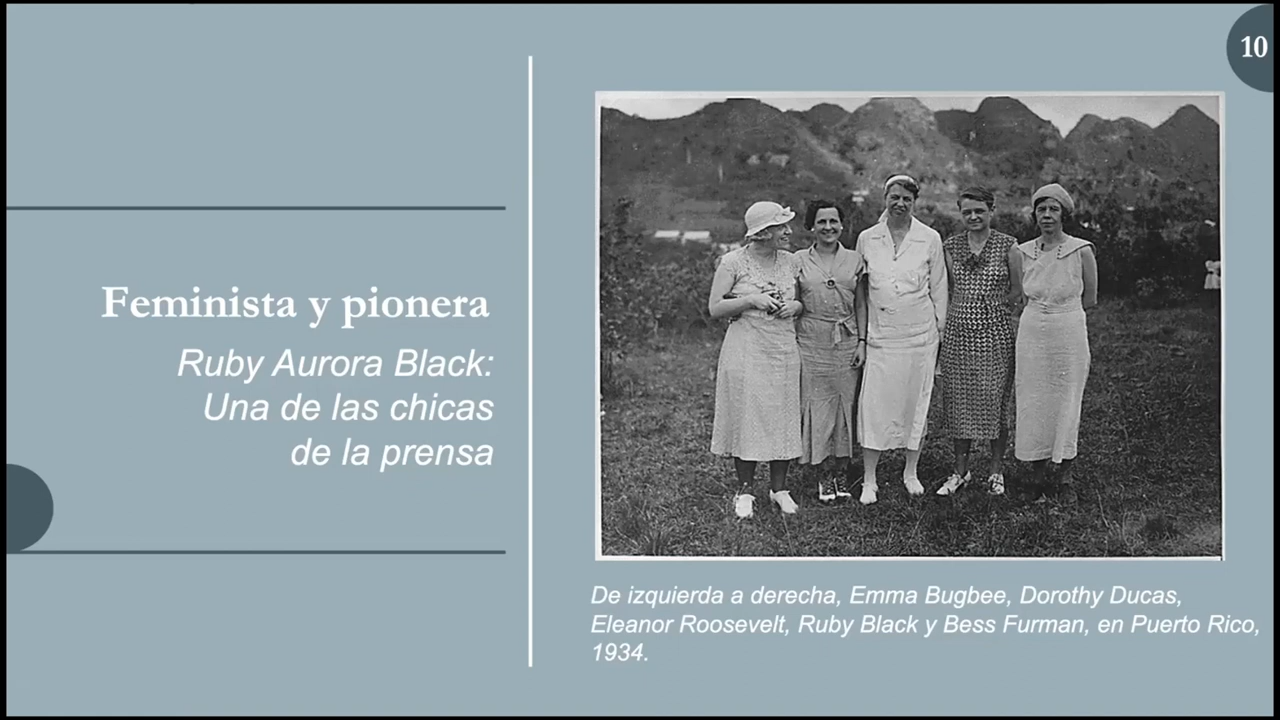 10
Feminista y pionera
Ruby Aurora Black:
Una de las chicas
de la prensa
De izquierda a derecha, Emma Bugbee, Dorothy Ducas,
Eleanor Roosevelt, Ruby Black y Bess Furman, en Puerto Rico,
1934.